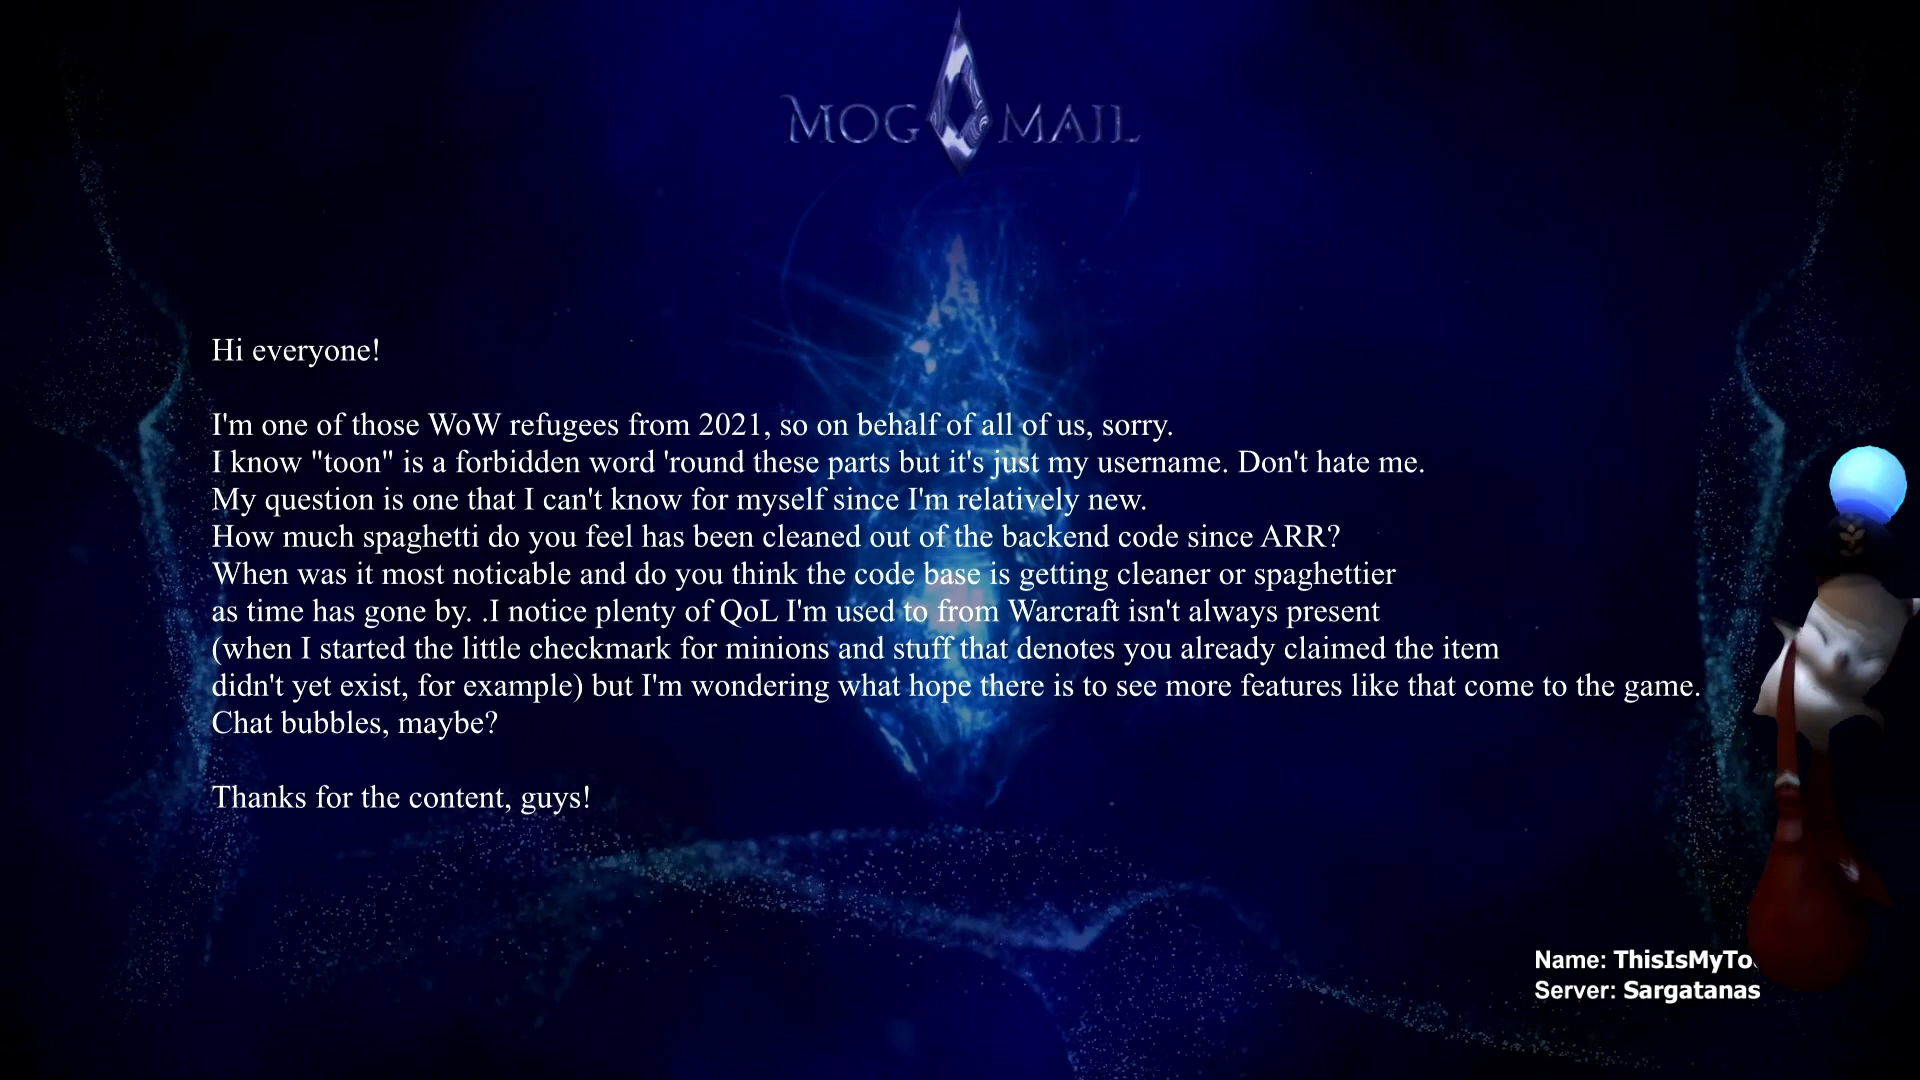 MOG MAIL
Hi everyone!
I'm one of those WoW refugees from 2021, so on behalf of all of us, sorry.
I know "toon" is a forbidden word 'round these parts but it's just my username. Don't hate me.
My question is one that I can't know for myself since I'm relatively new.
How much spaghetti do you feel has been cleaned out of the backend code since ARR?
When was it most noticable and do you think the code base is getting cleaner or spaghettier
as time has gone by. .I notice plenty of QoL I'm used to from Warcraft isn't always present
(when I started the little checkmark for minions and stuff that denotes you already claimed the item
didn't yet exist, for example) but I'm wondering what hope there is to see more features like that come to the game.
Chat bubbles, maybe?
Thanks for the content, guys!
Name: ThisIsMyTo
Server: Sargatanas